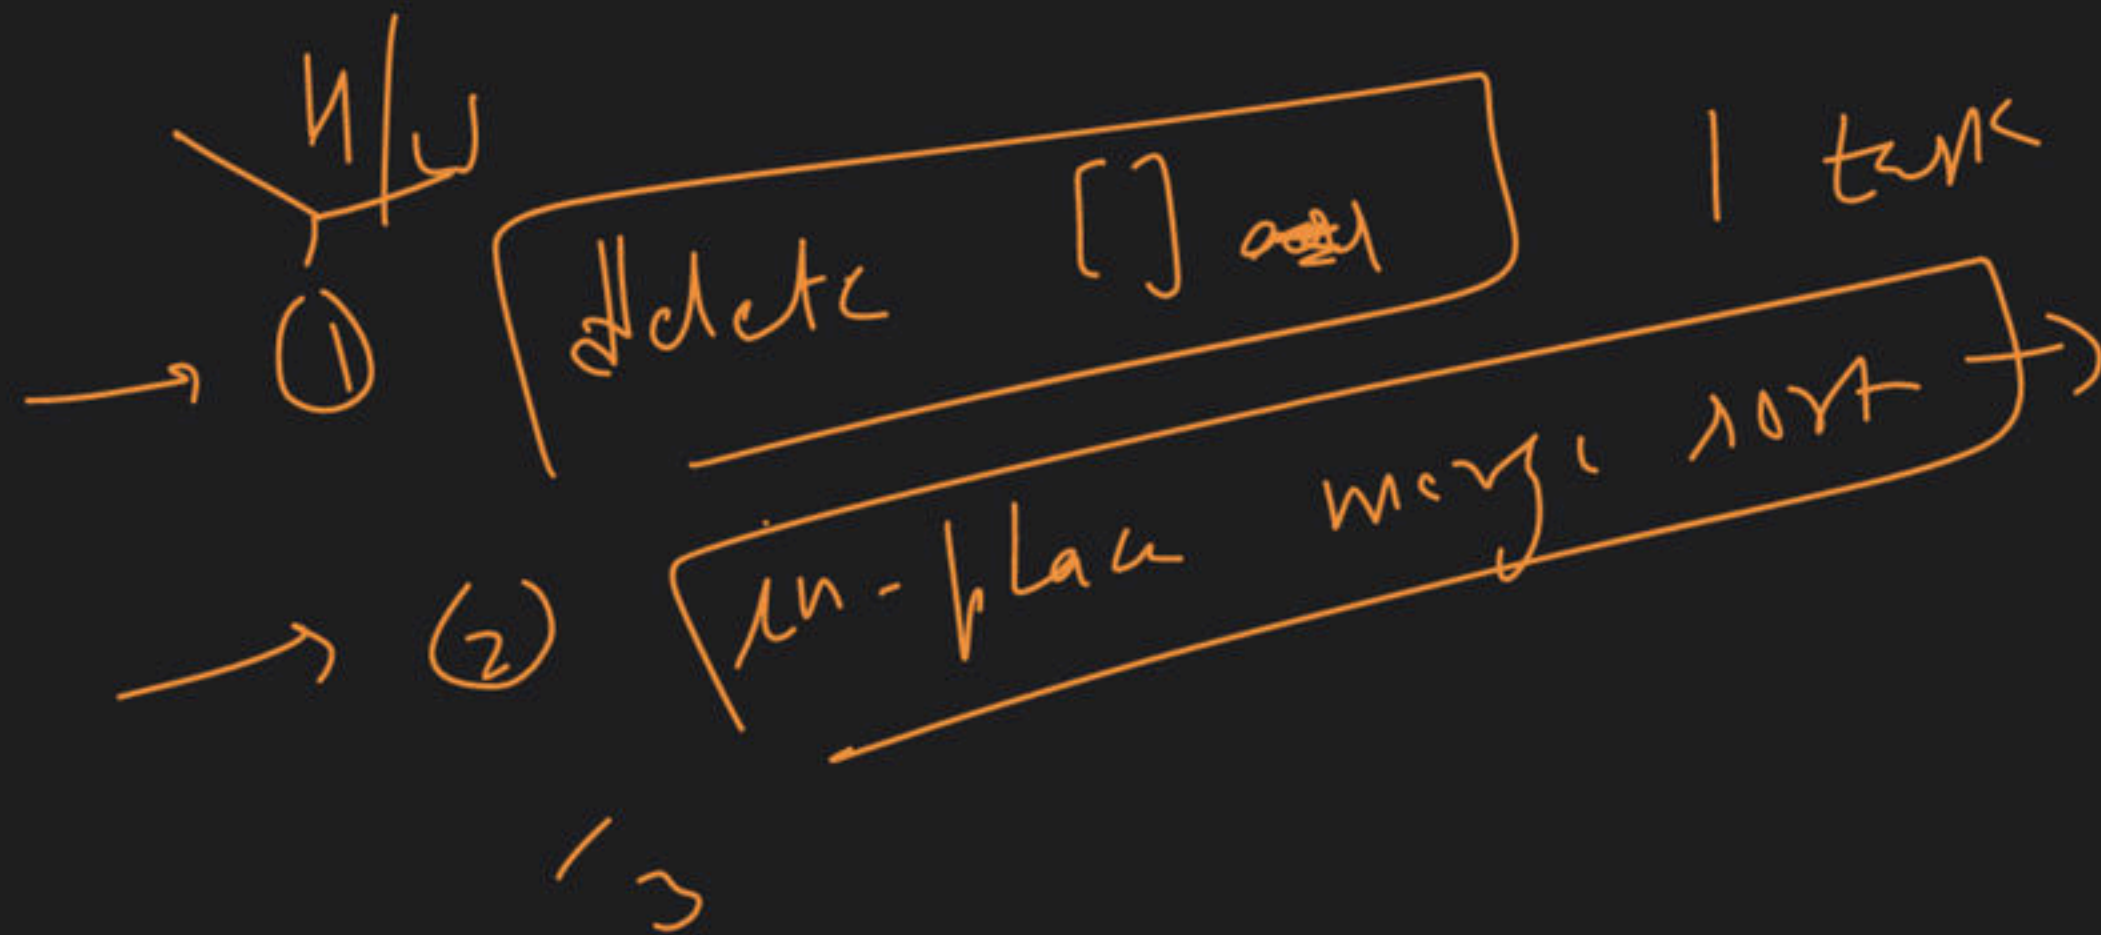 H/W
① delete [] 1 task
② in-place merge sort →
3